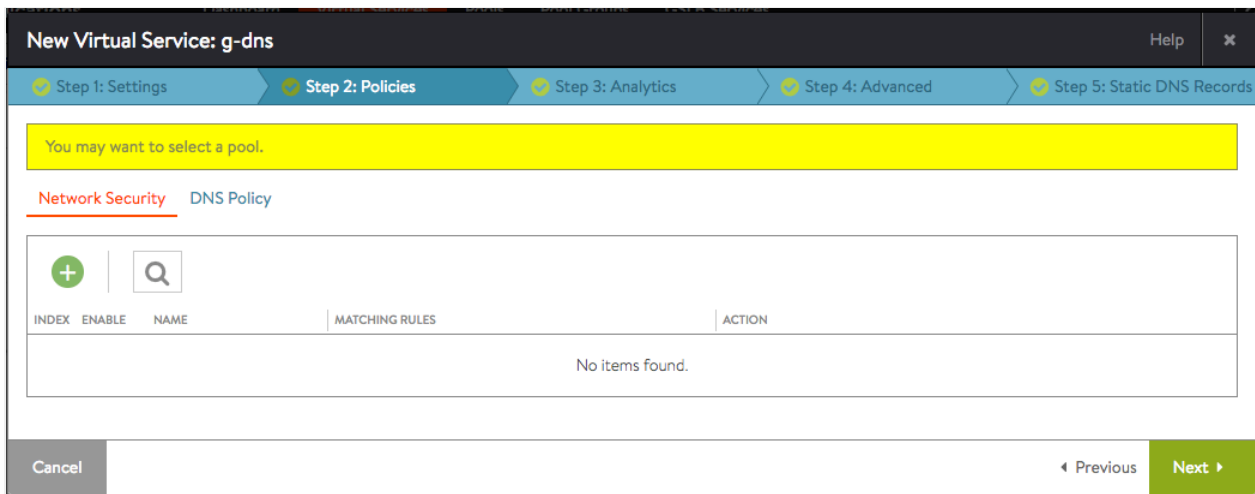 New Virtual Service: g-dns
Help ×
Step 1: Settings
Step 2: Policies
Step 3: Analytics
Step 4: Advanced
Step 5: Static DNS Records
You may want to select a pool.
Network Security DNS Policy
INDEX ENABLE NAME MATCHING RULES ACTION
No items found.
Cancel
Previous
Next